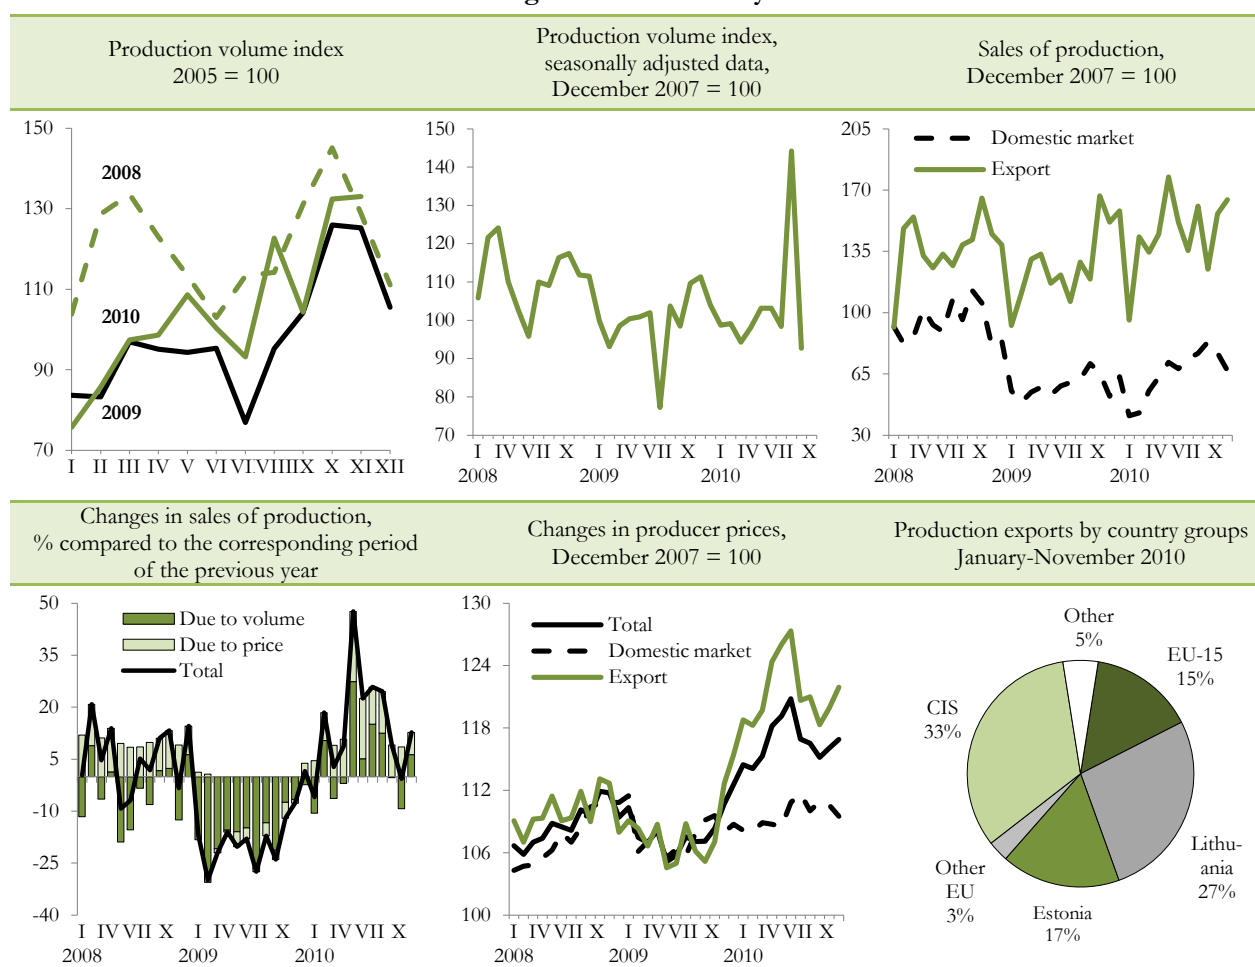 Production volume index
2005 = 100
Production volume index,
seasonally adjusted data,
December 2007 = 100
Sales of production,
December 2007 = 100
150
130
110
90
70
2008
2010
2009
I II III IV V VI VII VIII IX X XI XII
150
140
130
120
110
100
90
80
70
I IV VII X I IV VII X I IV VII X
2008 2009 2010
205
170
135
100
65
30
Domestic market
Export
I IV VII X I IV VII X I IV VII X
2008 2009 2010
Changes in sales of production,
% compared to the corresponding period
of the previous year
Changes in producer prices,
December 2007 = 100
Production exports by country groups
January-November 2010
50
35
20
5
-10
-25
-40
Due to volume
Due to price
Total
I IV VII X I IV VII X I IV VII X
2008 2009 2010
130
124
118
112
106
100
Total
Domestic market
Export
I IV VII X I IV VII X I IV VII X
2008 2009 2010
Other
5%
EU-15
15%
CIS
33%
Lithu-
ania
27%
Other
EU
3%
Estonia
17%